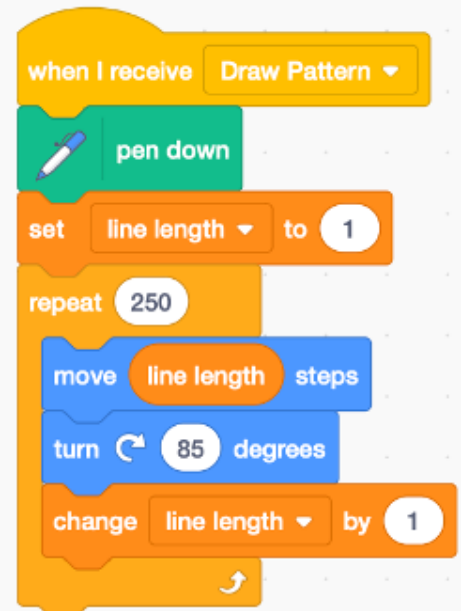 when I receive Draw Pattern
pen down
set line length to 1
repeat 250
move line length steps
turn 85 degrees
change line length by 1